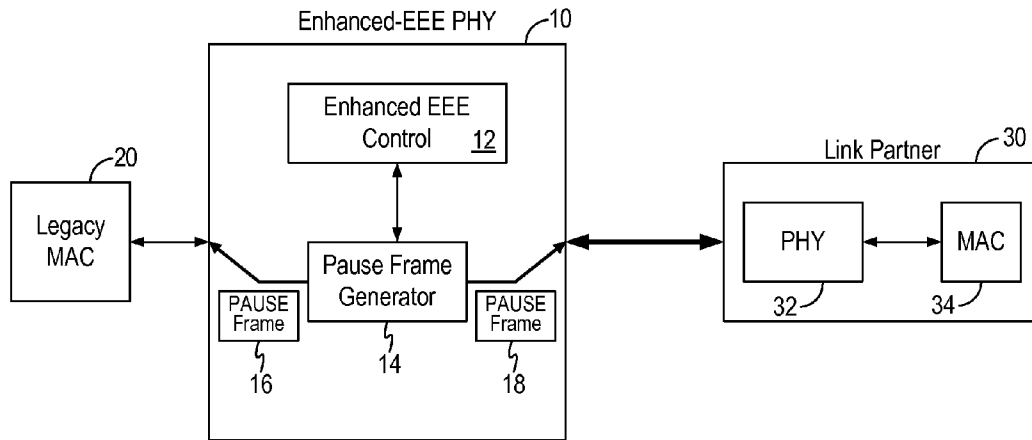 Enhanced-EEE PHY
10
Enhanced EEE
Control 12
20
Legacy
MAC
Pause Frame
Generator
PAUSE
Frame
16
14
PAUSE
Frame
18
Link Partner
30
PHY
32
MAC
34